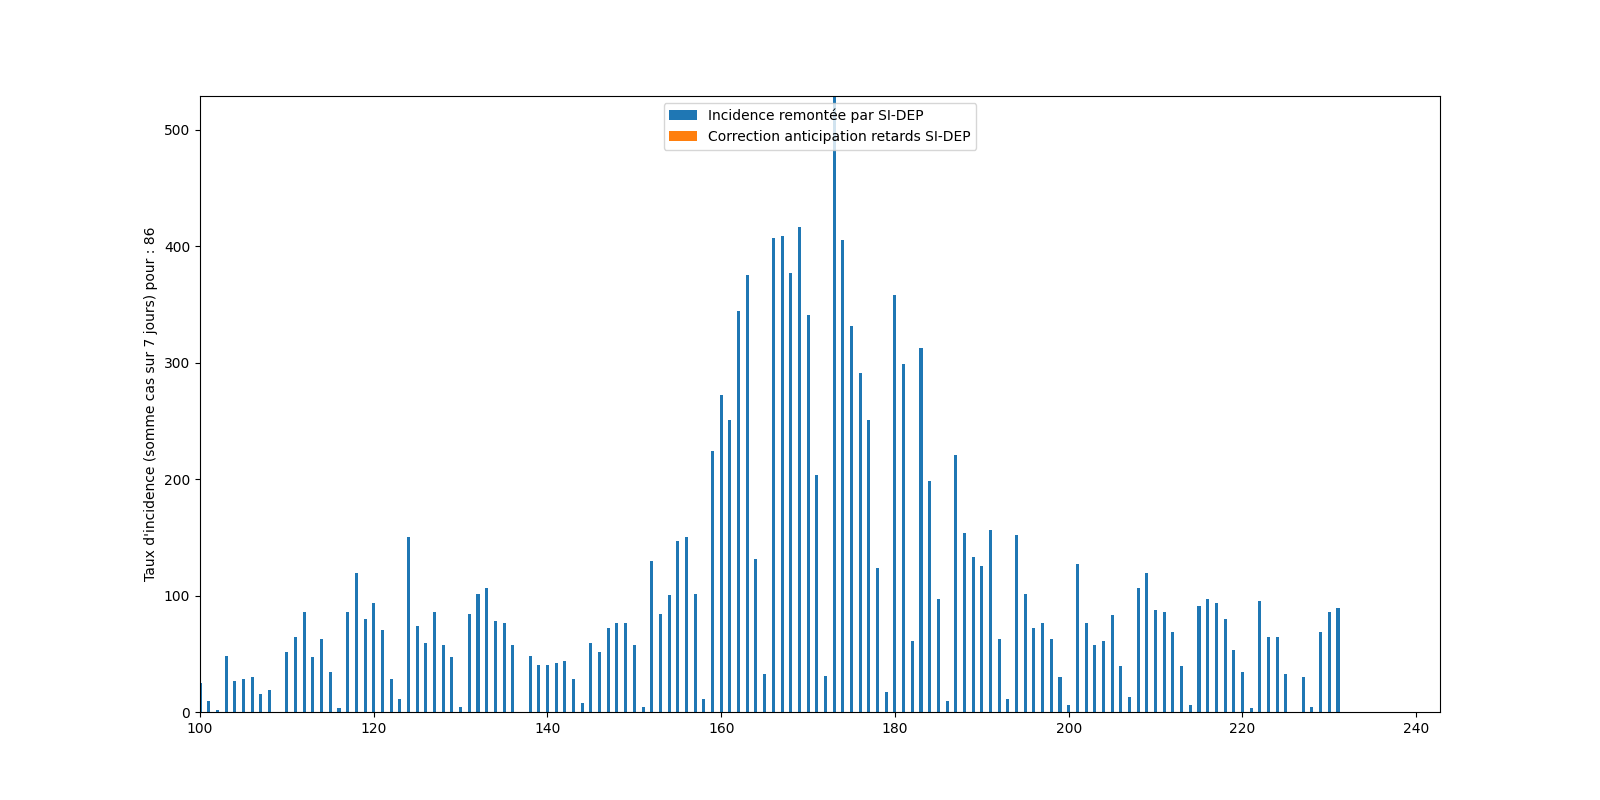 Incidence remontée par SI-DEP
Correction anticipation retards SI-DEP
Taux d'incidence (somme cas sur 7 jours) pour : 86
500
400
300
200
100
0
100 120 140 160 180 200 220 240